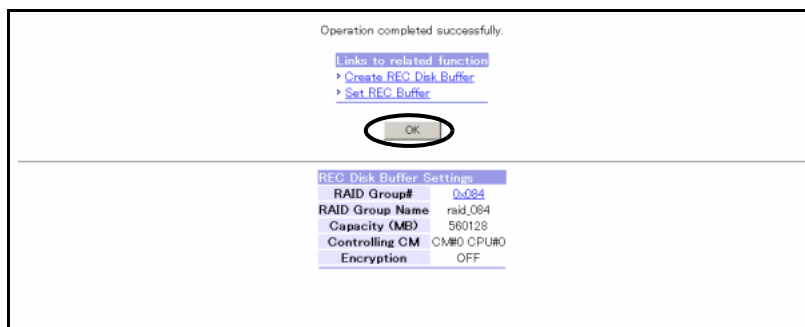 Operation completed successfully.
Links to related function
Create REC Disk Buffer
Set REC Buffer
OK
REC Disk Buffer Settings
RAID Group# 0x084
RAID Group Name raid_084
Capacity (MB) 560128
Controlling CM CM#0 CPU#0
Encryption OFF